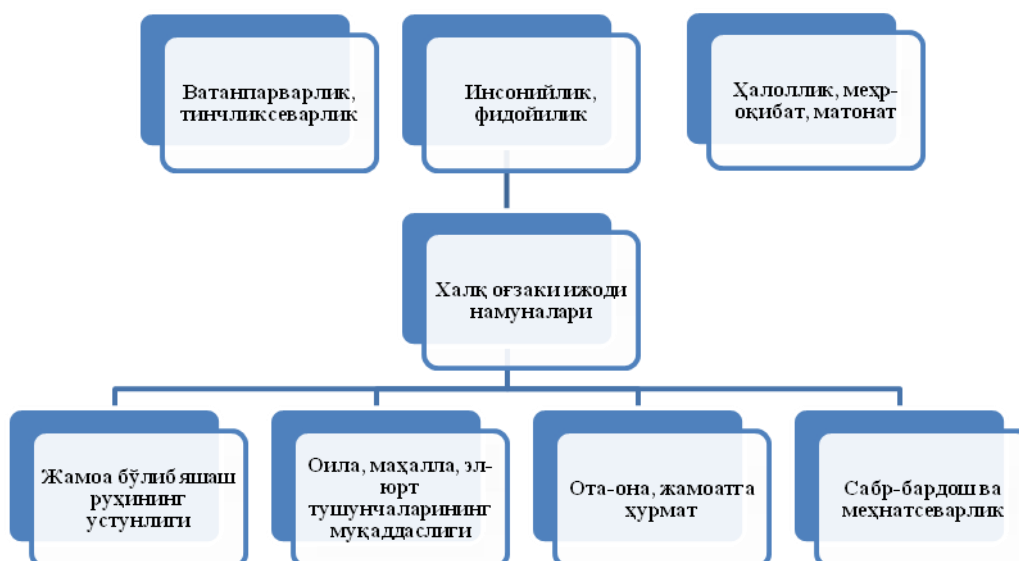 Ватанпарварлик,
тинчликсеварлик
Инсонийлик,
фидойилик
Ҳалоллик, меҳр-
оқибат, матонат
Халқ оғзаки ижоди
намуналари
Жамоа бўлиб яшаш
руҳининг
устунлиги
Оила, маҳалла, эл-
юрт
тушунчаларининг
муқаддаслиги
Ота-она, жамоатга
ҳурмат
Сабр-бардош ва
меҳнатсеварлик